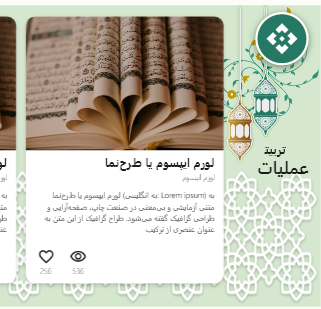 تربیتـ
عملیات
لورم ایپسوم یا طرح‌نما
لورم ایپسوم
به (Lorem ipsum :به انگلیسی) لورم ایپسوم یا طرح‌نما
متنی آزمایشی و بی‌معنی در صنعت چاپ، صفحه‌آرایی و
طراحی گرافیک گفته می‌شود. طراح گرافیک از این متن به
عنوان عنصری از ترکیب
256
536